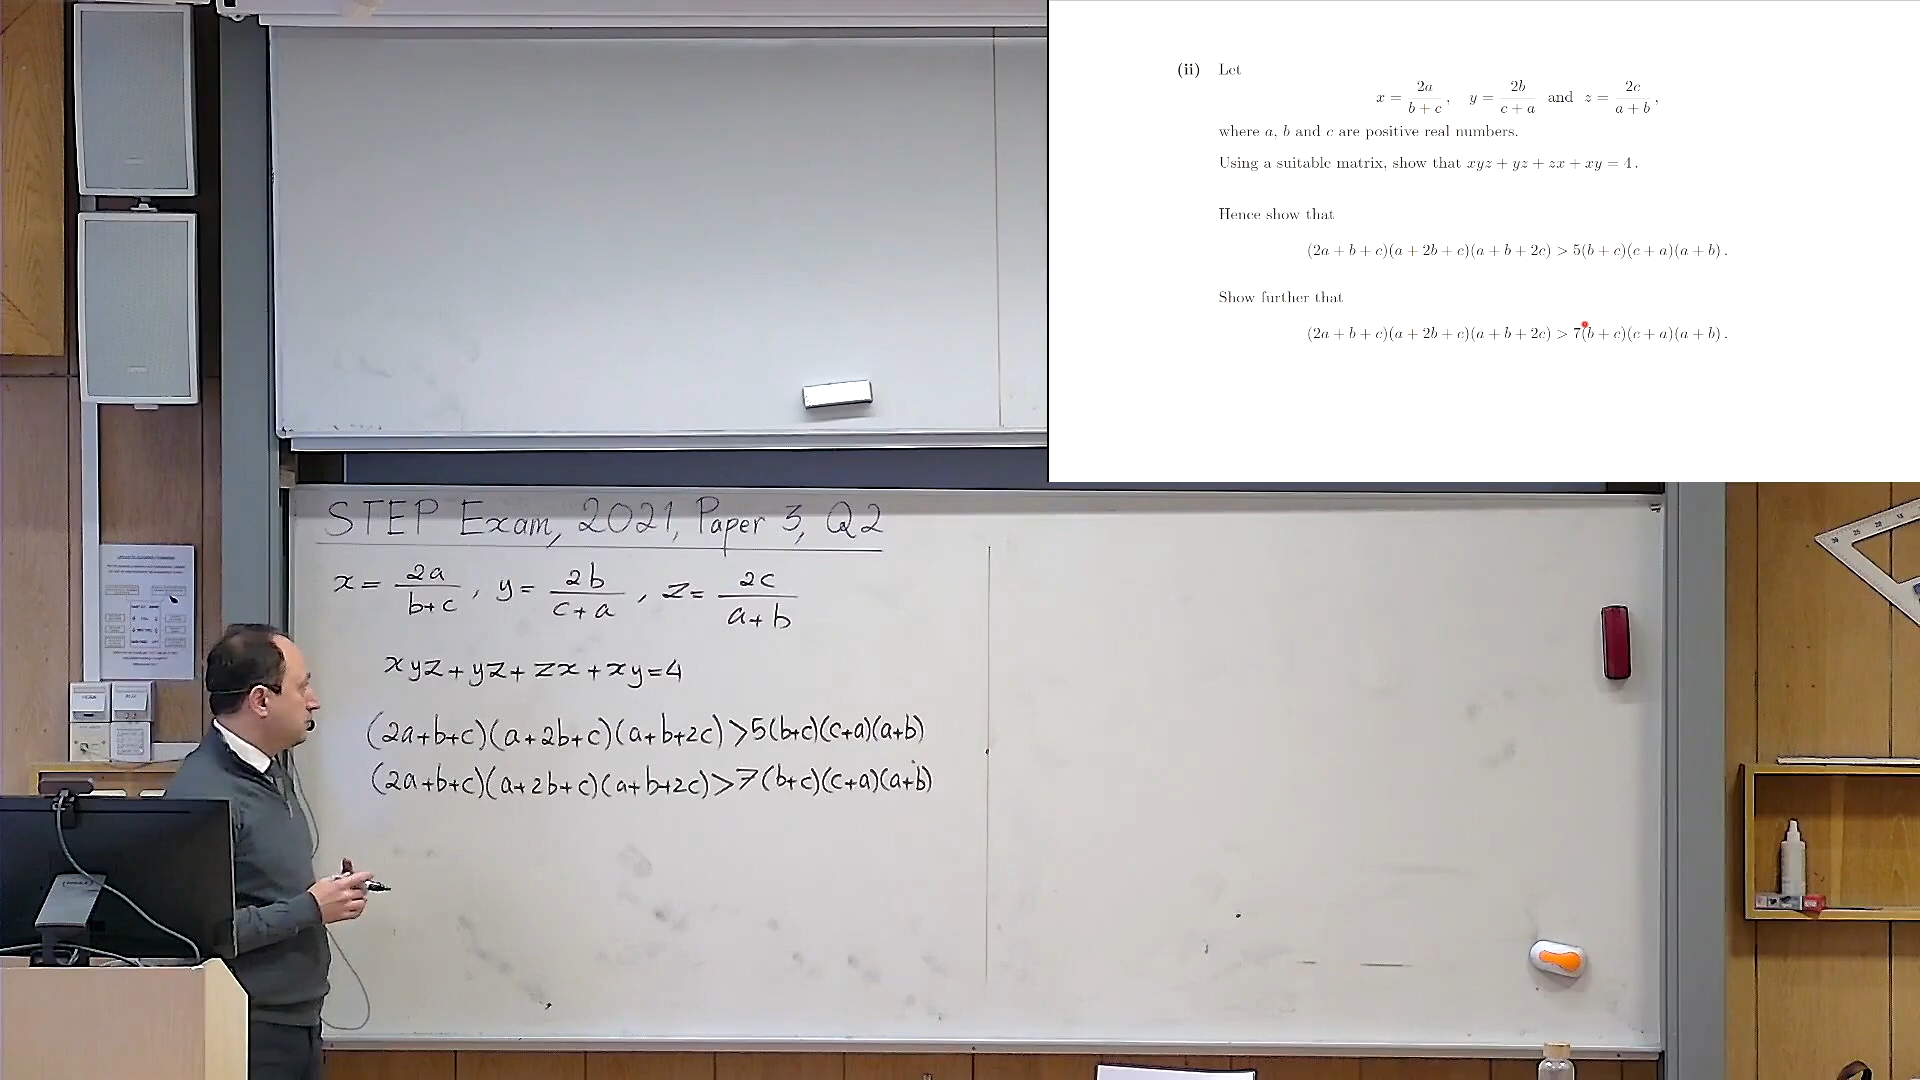 (ii) Let
x = 2a/(b + c), y = 2b/(c + a) and z = 2c/(a + b),
where a, b and c are positive real numbers.
Using a suitable matrix, show that xyz + yz + zx + xy = 4.
Hence show that
(2a + b + c)(a + 2b + c)(a + b + 2c) > 5(b + c)(c + a)(a + b).
Show further that
(2a + b + c)(a + 2b + c)(a + b + 2c) > 7(b + c)(c + a)(a + b).
STEP Exam, 2021, Paper 3, Q2
x = 2a/(b+c), y = 2b/(c+a), z = 2c/(a+b)
xyz + yz + zx + xy = 4
(2a+b+c)(a+2b+c)(a+b+2c) > 5(b+c)(c+a)(a+b)
(2a+b+c)(a+2b+c)(a+b+2c) > 7(b+c)(c+a)(a+b)